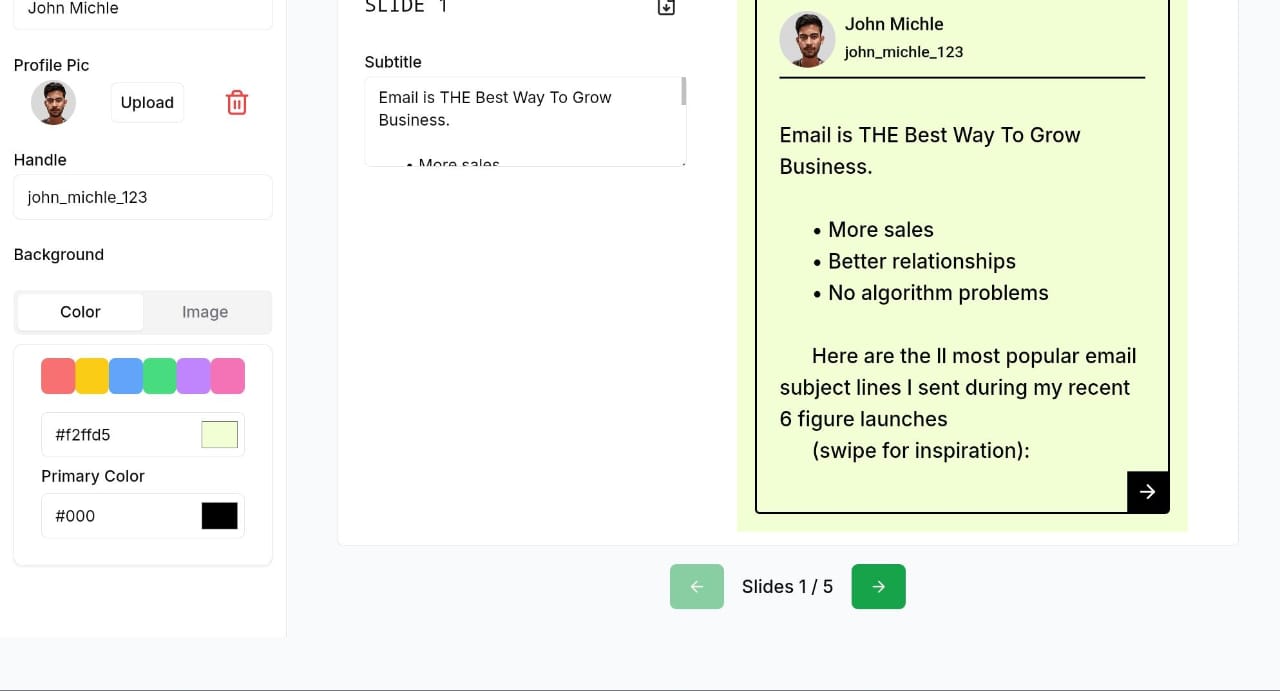 John Michle
Profile Pic
Upload
Handle
john_michle_123
Background
Color
Image
#f2ffd5
Primary Color
#000
SLIDE 1
Subtitle
Email is THE Best Way To Grow
Business.
• More sales
John Michle
john_michle_123
Email is THE Best Way To Grow
Business.
• More sales
• Better relationships
• No algorithm problems
Here are the ll most popular email
subject lines I sent during my recent
6 figure launches
(swipe for inspiration):
Slides 1 / 5